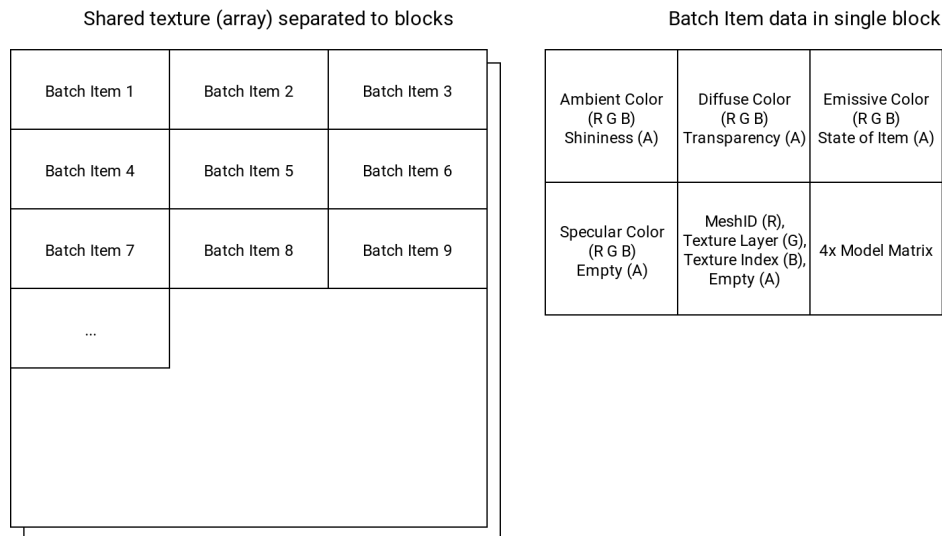 Shared texture (array) separated to blocks
Batch Item data in single block
Batch Item 1
Batch Item 2
Batch Item 3
Batch Item 4
Batch Item 5
Batch Item 6
Batch Item 7
Batch Item 8
Batch Item 9
...
Ambient Color
(R G B)
Shininess (A)
Diffuse Color
(R G B)
Transparency (A)
Emissive Color
(R G B)
State of Item (A)
Specular Color
(R G B)
Empty (A)
MeshID (R),
Texture Layer (G),
Texture Index (B),
Empty (A)
4x Model Matrix